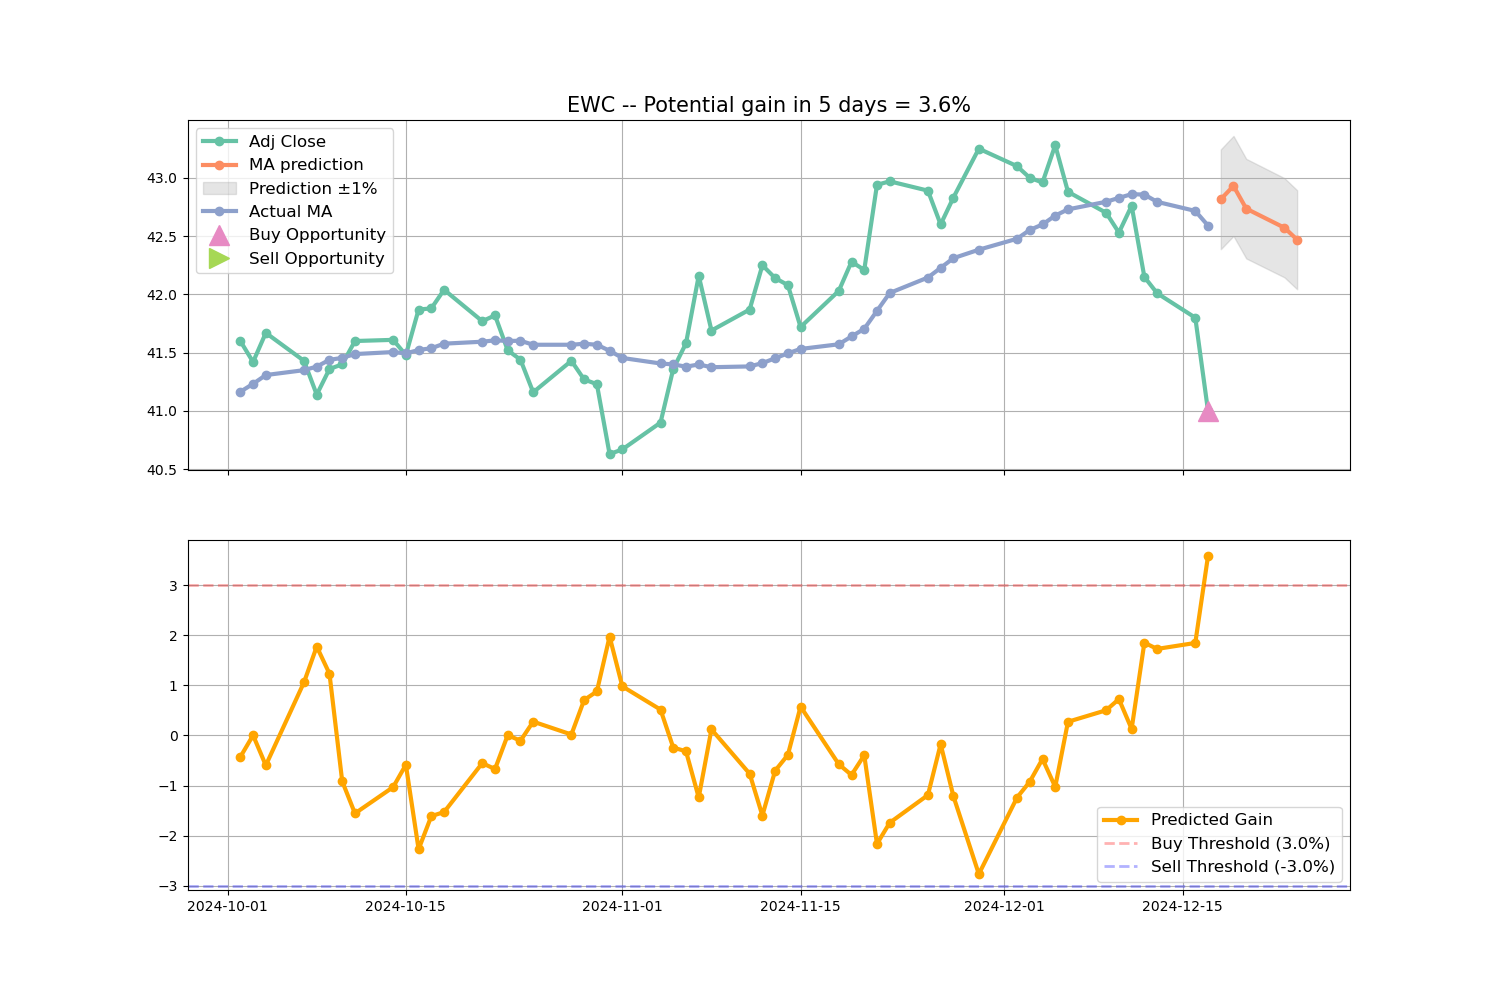 EWC -- Potential gain in 5 days = 3.6%
Adj Close
MA prediction
Prediction ±1%
Actual MA
Buy Opportunity
Sell Opportunity
43.0
42.5
42.0
41.5
41.0
40.5
3
2
1
0
−1
−2
−3
Predicted Gain
Buy Threshold (3.0%)
Sell Threshold (-3.0%)
2024-10-01 2024-10-15 2024-11-01 2024-11-15 2024-12-01 2024-12-15